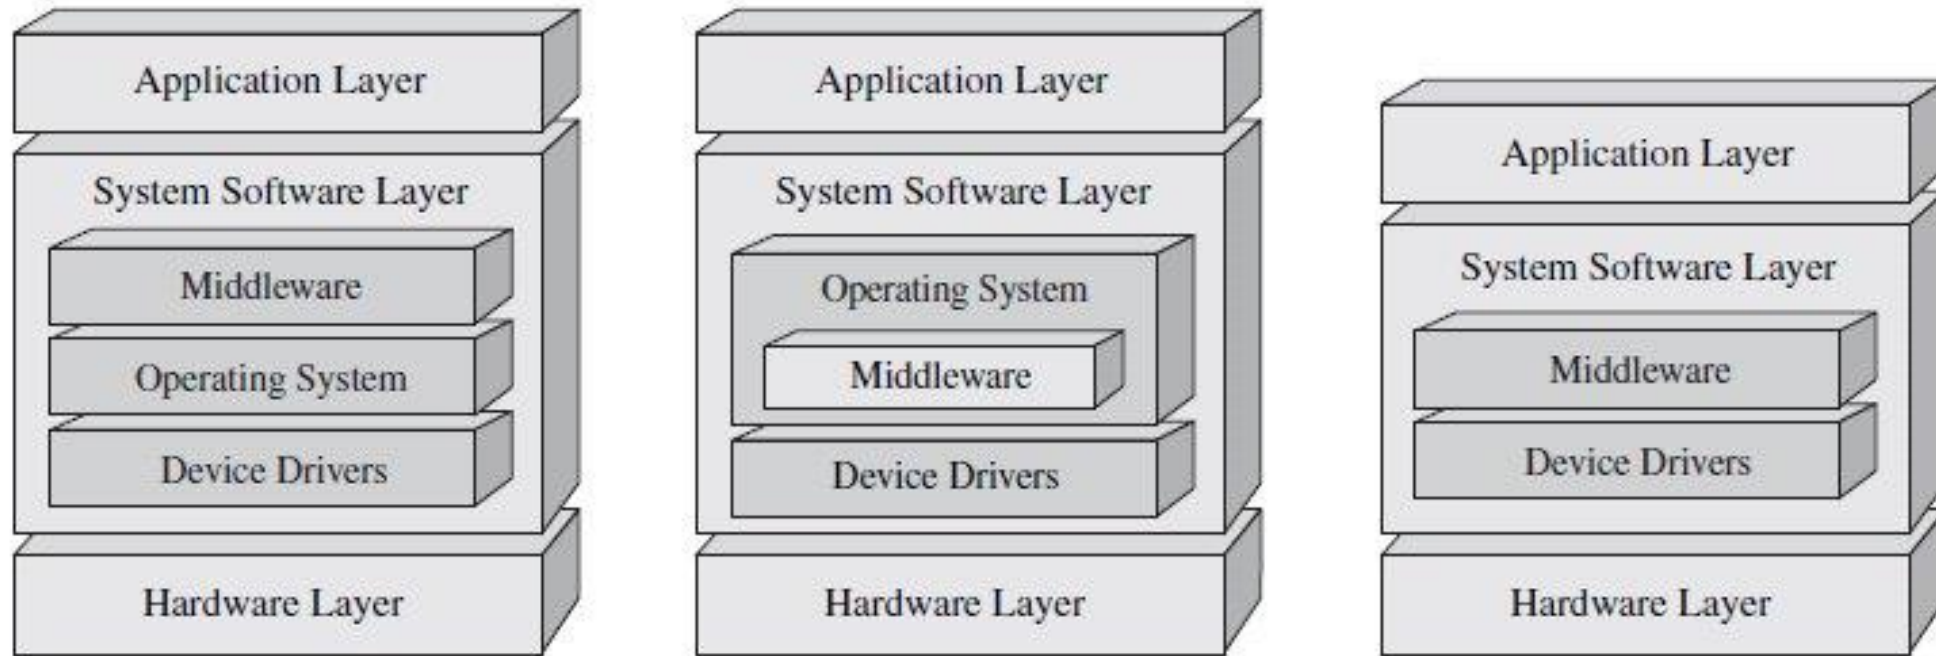 Application Layer
System Software Layer
Middleware
Operating System
Device Drivers
Hardware Layer
Application Layer
System Software Layer
Operating System
Middleware
Device Drivers
Hardware Layer
Application Layer
System Software Layer
Middleware
Device Drivers
Hardware Layer